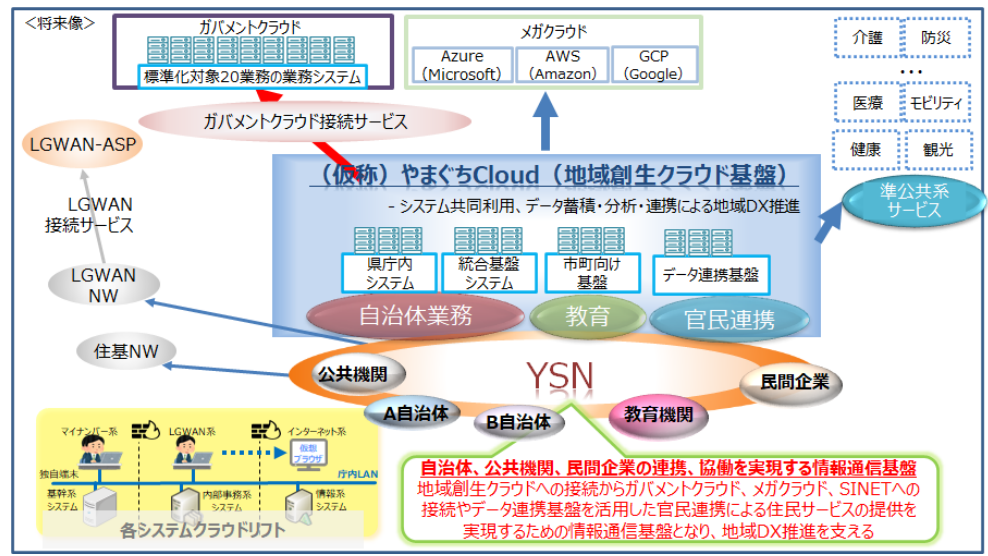 <将来像>
ガバメントクラウド
標準化対象20業務の業務システム
メガクラウド
Azure
(Microsoft)
AWS
(Amazon)
GCP
(Google)
介護
防災
…
医療
モビリティ
健康
観光
準公共系
サービス
ガバメントクラウド接続サービス
LGWAN-ASP
LGWAN
接続サービス
LGWAN
NW
住基NW
(仮称)やまぐちCloud(地域創生クラウド基盤)
- システム共同利用、データ蓄積・分析・連携による地域DX推進
県庁内
システム
統合基盤
システム
市町向け
基盤
データ連携基盤
自治体業務
教育
官民連携
YSN
公共機関
A自治体
B自治体
教育機関
民間企業
マイナンバー系
LGWAN系
インターネット系
仮想
ブラウザ
独自端末
庁内LAN
基幹系
システム
内部事務系
システム
情報系
システム
各システムクラウドリフト
自治体、公共機関、民間企業の連携、協働を実現する情報通信基盤
地域創生クラウドへの接続からガバメントクラウド、メガクラウド、SINETへの
接続やデータ連携基盤を活用した官民連携による住民サービスの提供を
実現するための情報通信基盤となり、地域DX推進を支える